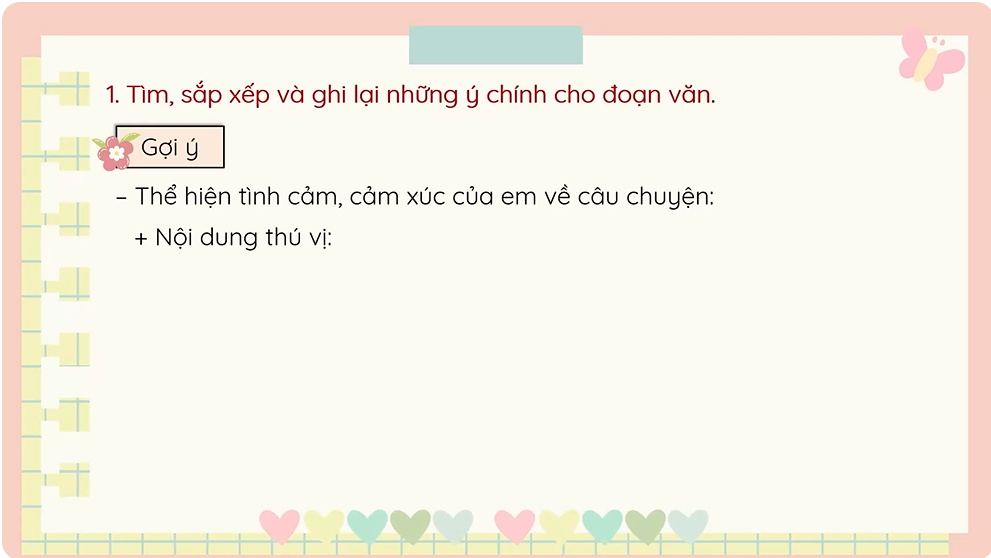 1. Tìm, sắp xếp và ghi lại những ý chính cho đoạn văn.
Gợi ý
– Thể hiện tình cảm, cảm xúc của em về câu chuyện:
+ Nội dung thú vị: